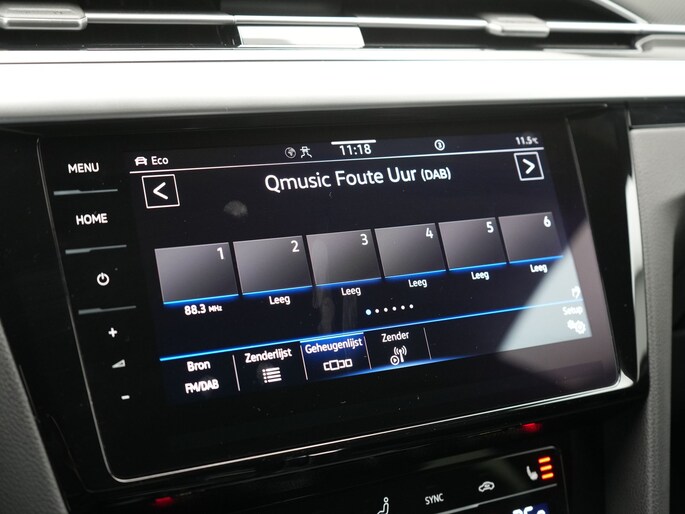 MENU
HOME
Eco
11:18
11.5°C
Qmusic Foute Uur (DAB)
1
2
3
4
5
6
88.3 MHz
Leeg
Leeg
Leeg
Leeg
Leeg
Bron
FM/DAB
Zenderlijst
Geheugenlijst
Zender
Setup
SYNC